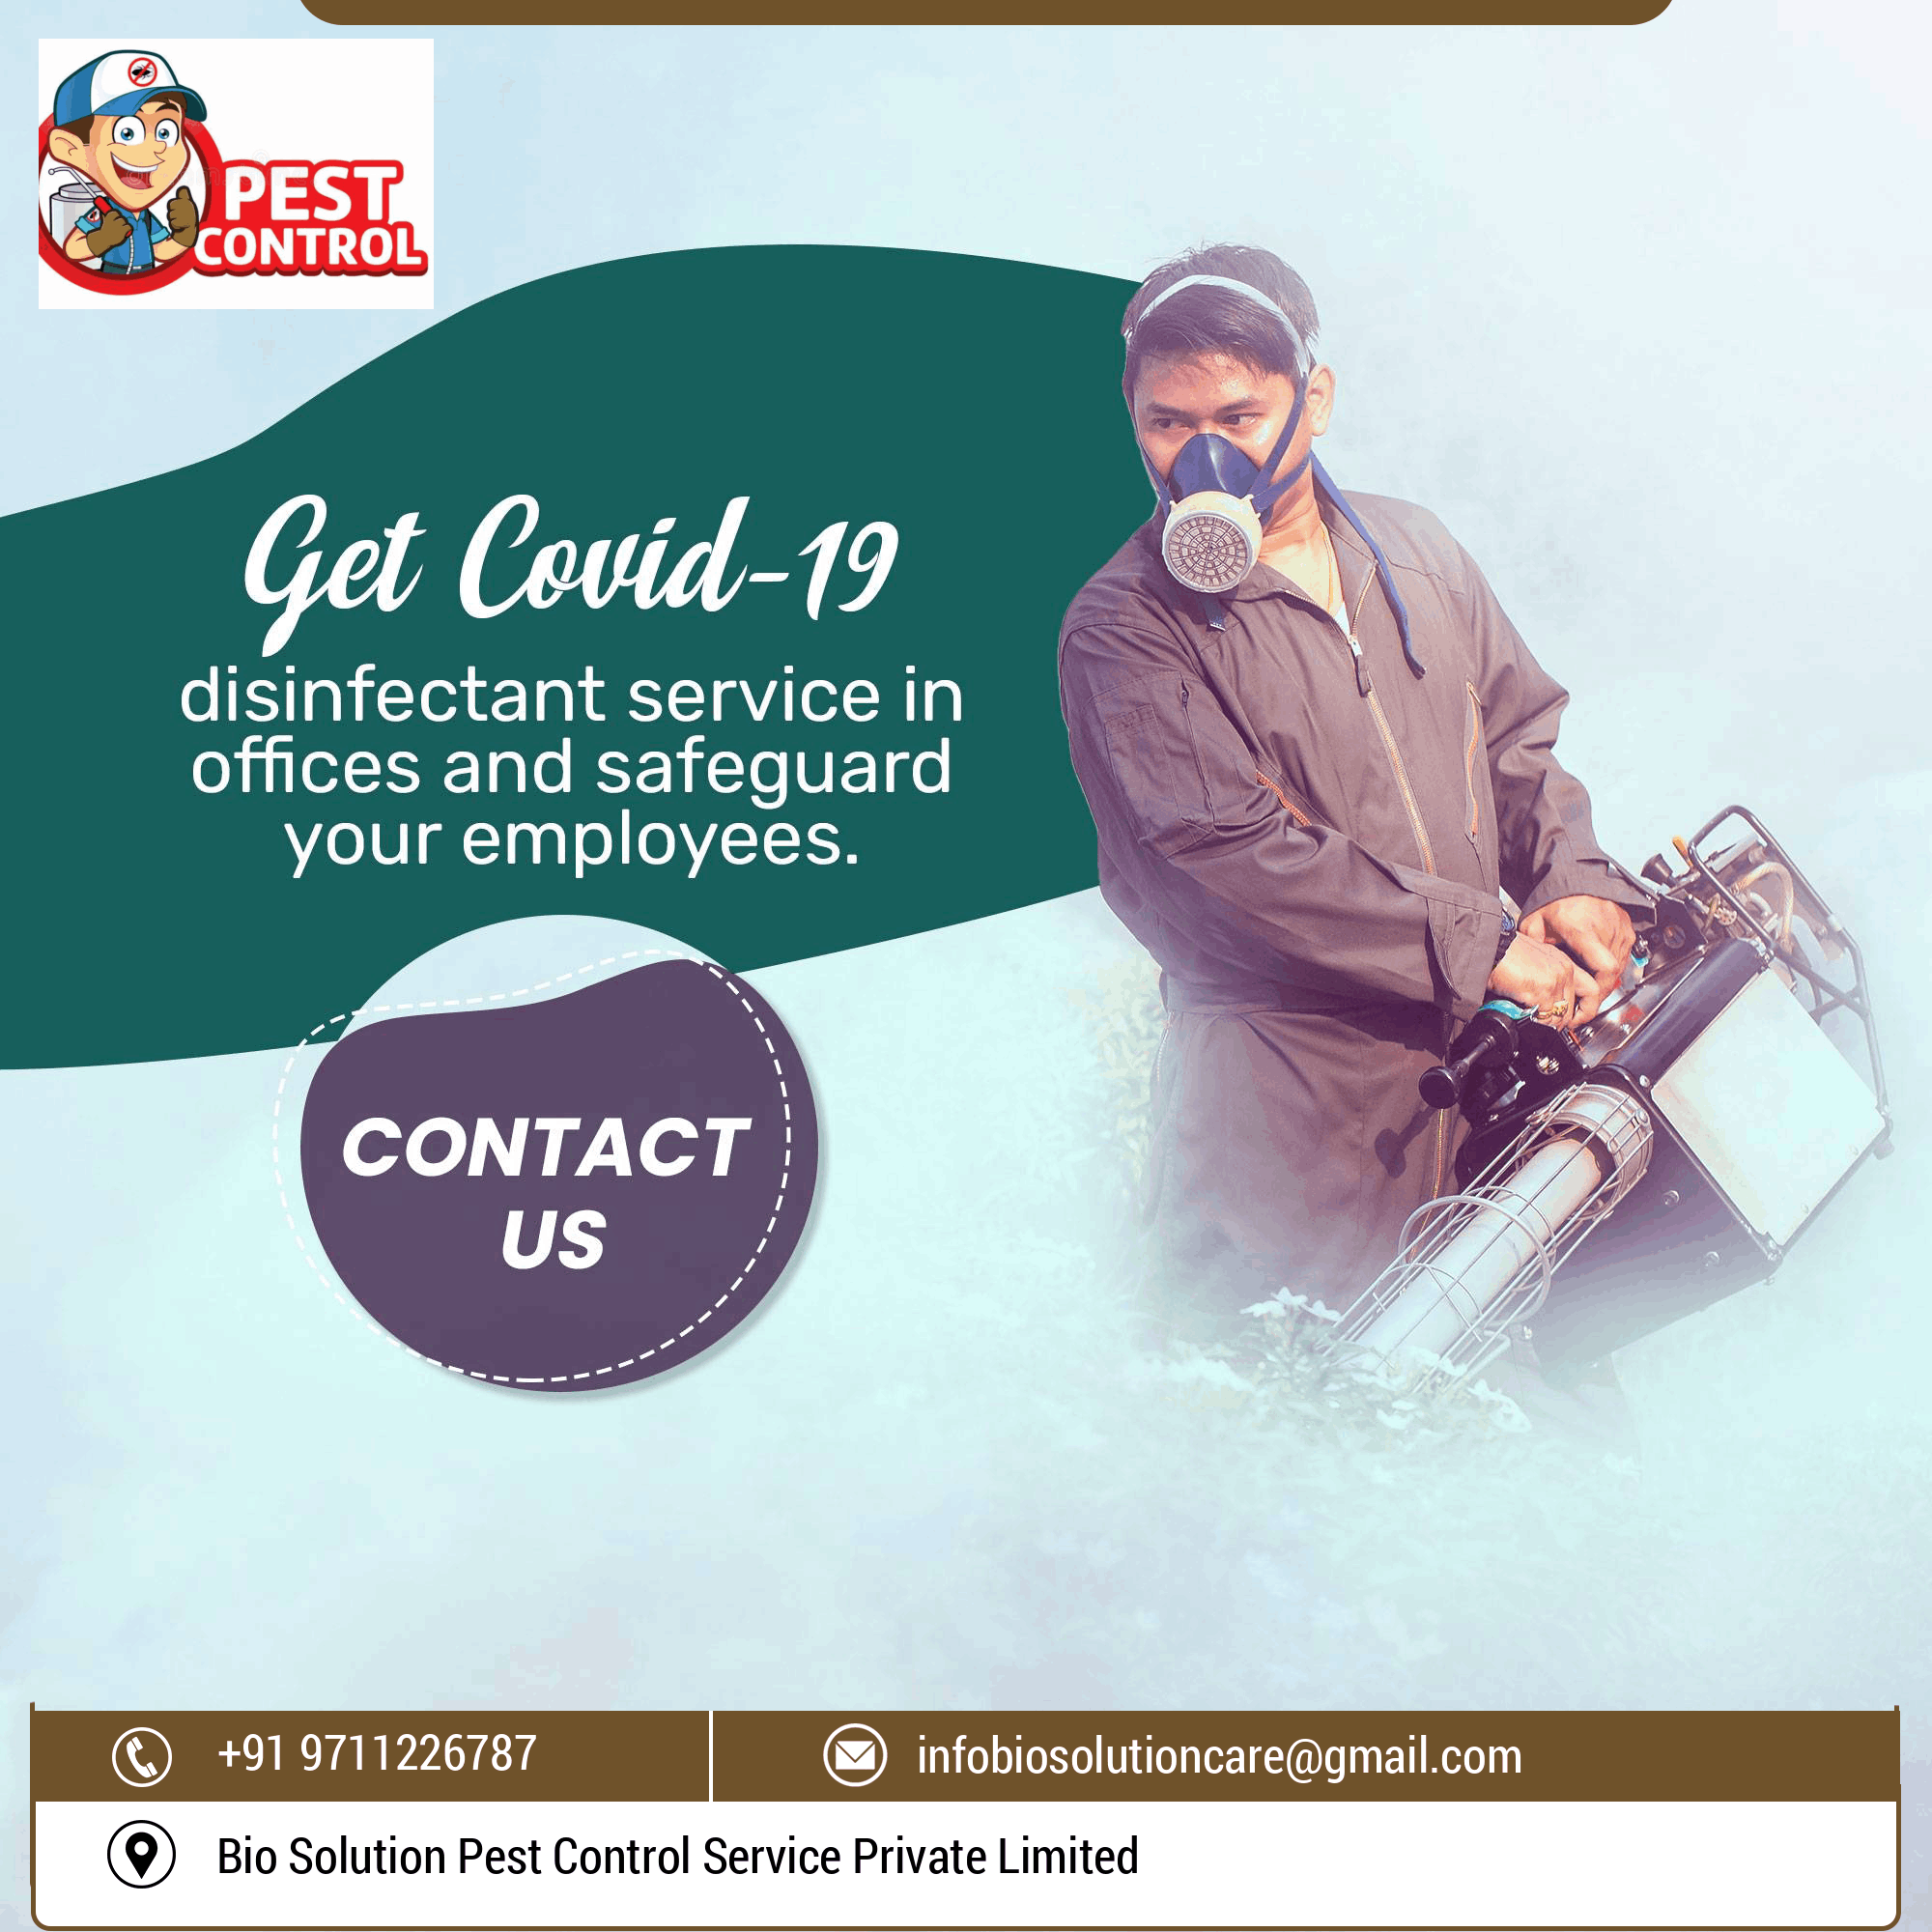 PEST
CONTROL
Get Covid-19
disinfectant service in
offices and safeguard
your employees.
CONTACT
US
+91 9711226787
infobiosolutioncare@gmail.com
Bio Solution Pest Control Service Private Limited